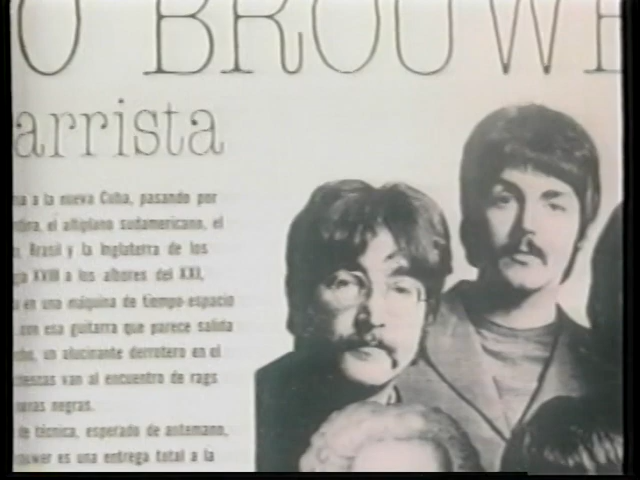 O BROUWE
arrista
na a la nueva Cuba, pasando por
el altiplano sudamericano, el
Brasil y la Inglaterra de los
XVIII a los albores del XXI,
en una máquina de tiempo-espacio
con esa guitarra que parece salida
un alucinante derrotero en el
van al encuentro de rags
negras.
de técnica, esperado de antemano,
ouwer es una entrega total a la